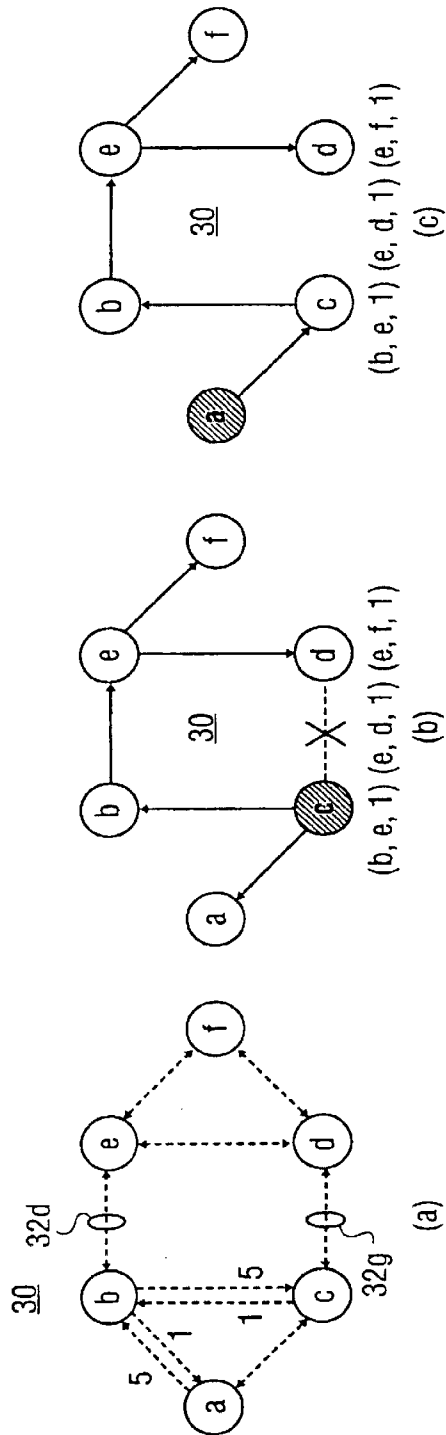 30
32d
b
e
5
1
a
f
5
1
c
d
32g
(a)
b
e
a
30
f
c
d
(b, e, 1) (e, d, 1) (e, f, 1)
(b)
b
e
a
30
f
c
d
(b, e, 1) (e, d, 1) (e, f, 1)
(c)